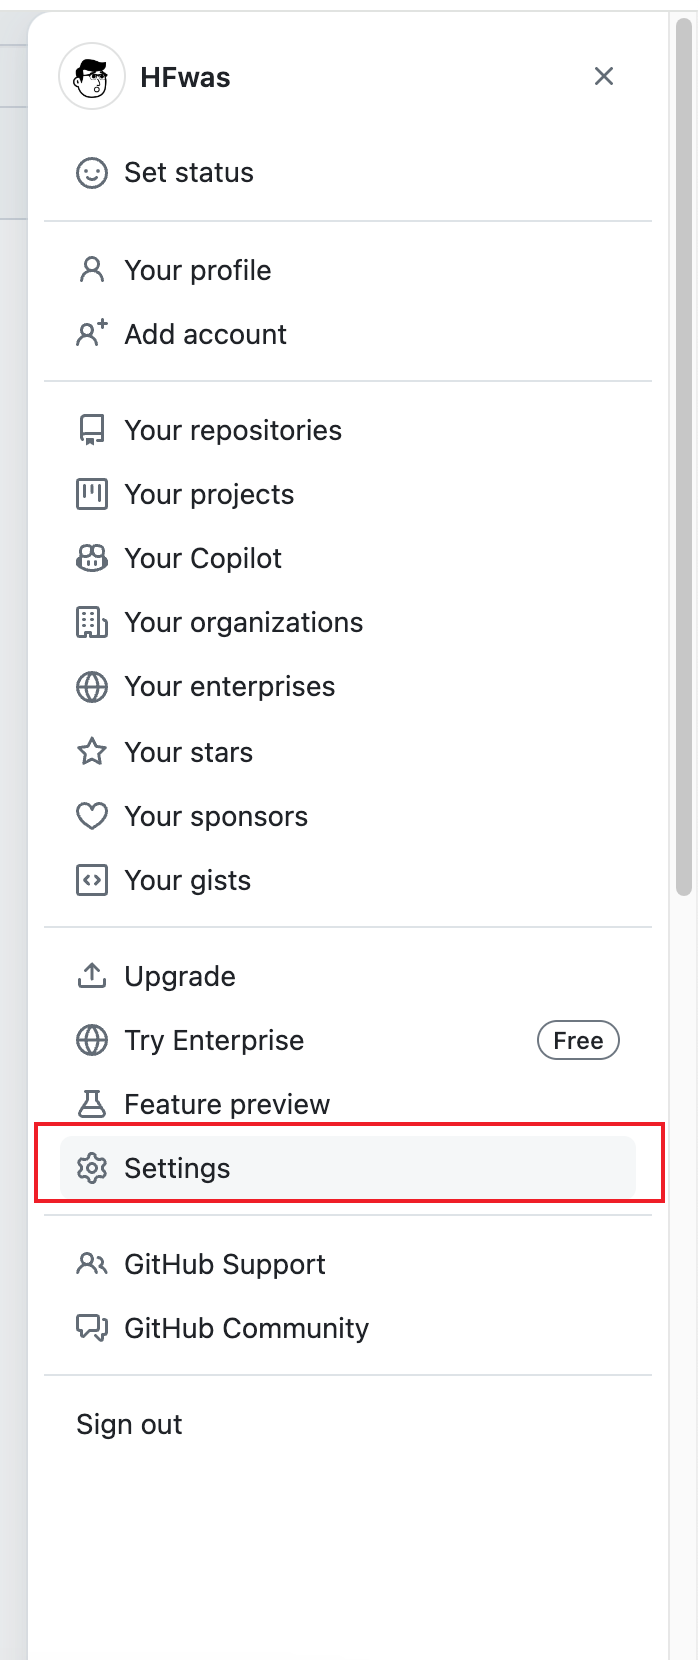 HFwas
Set status
Your profile
Add account
Your repositories
Your projects
Your Copilot
Your organizations
Your enterprises
Your stars
Your sponsors
Your gists
Upgrade
Try Enterprise Free
Feature preview
Settings
GitHub Support
GitHub Community
Sign out